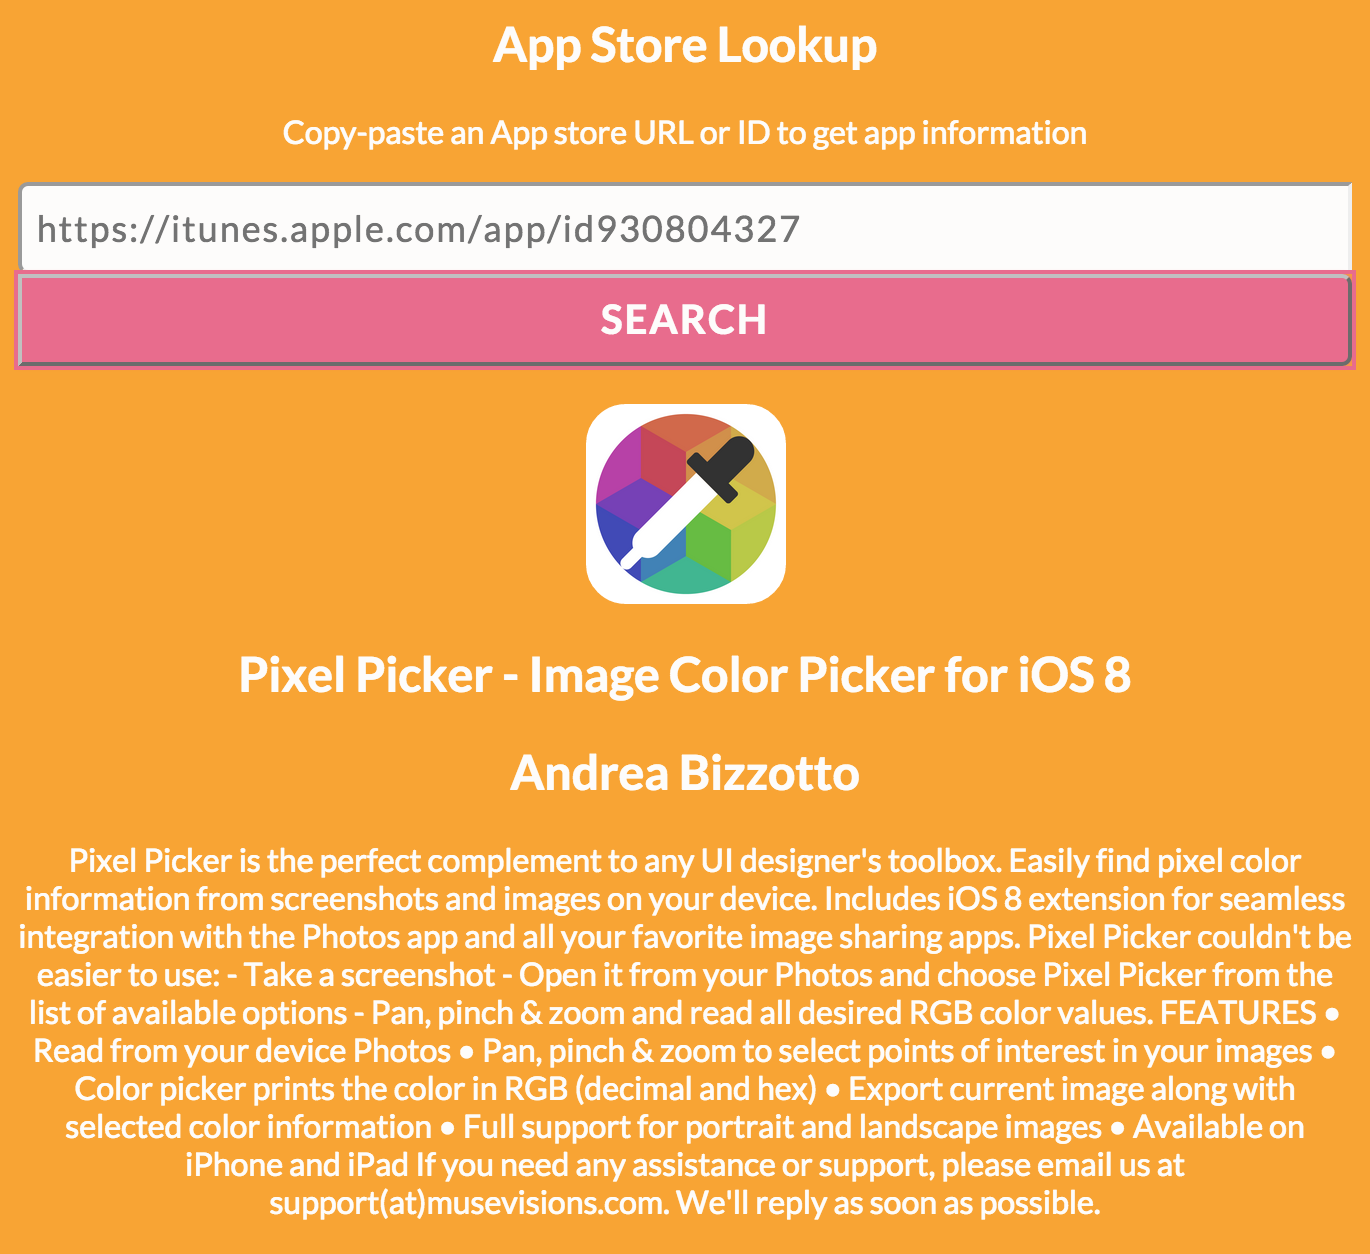 App Store Lookup
Copy-paste an App store URL or ID to get app information
https://itunes.apple.com/app/id930804327
SEARCH
Pixel Picker - Image Color Picker for iOS 8
Andrea Bizzotto
Pixel Picker is the perfect complement to any UI designer's toolbox. Easily find pixel color
information from screenshots and images on your device. Includes iOS 8 extension for seamless
integration with the Photos app and all your favorite image sharing apps. Pixel Picker couldn't be
easier to use: - Take a screenshot - Open it from your Photos and choose Pixel Picker from the
list of available options - Pan, pinch & zoom and read all desired RGB color values. FEATURES •
Read from your device Photos • Pan, pinch & zoom to select points of interest in your images •
Color picker prints the color in RGB (decimal and hex) • Export current image along with
selected color information • Full support for portrait and landscape images • Available on
iPhone and iPad If you need any assistance or support, please email us at
support(at)musevisions.com. We'll reply as soon as possible.